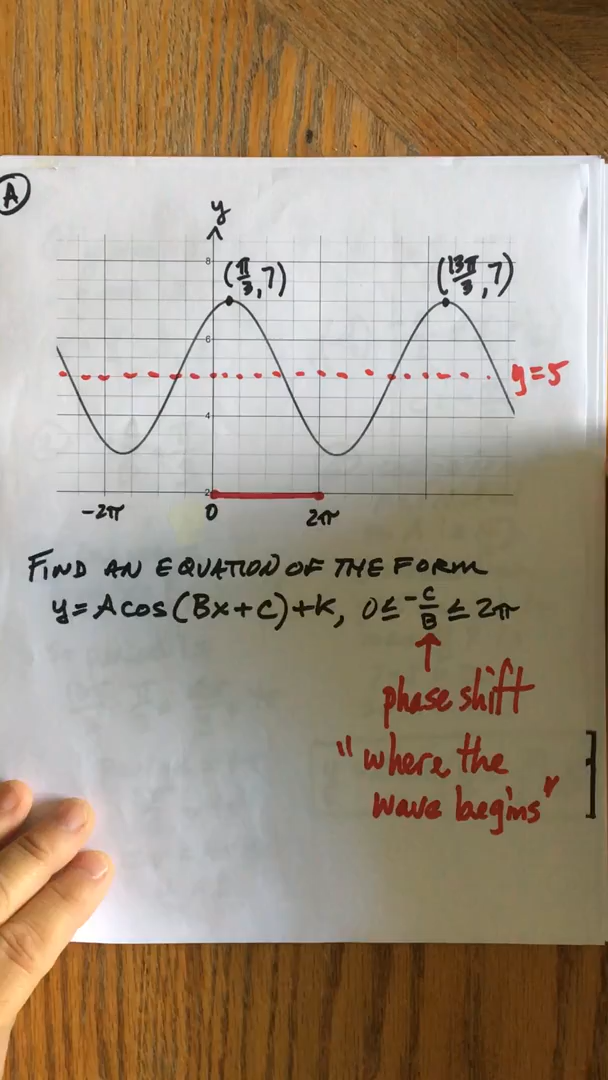 A
y
8
(π/3, 7)
(13π/3, 7)
6
y=5
4
2
-2π
0
2π
FIND AN EQUATION OF THE FORM
y=A cos(Bx+C)+K, 0≤-C/B≤2π
↑
phase shift
"where the
wave begins"